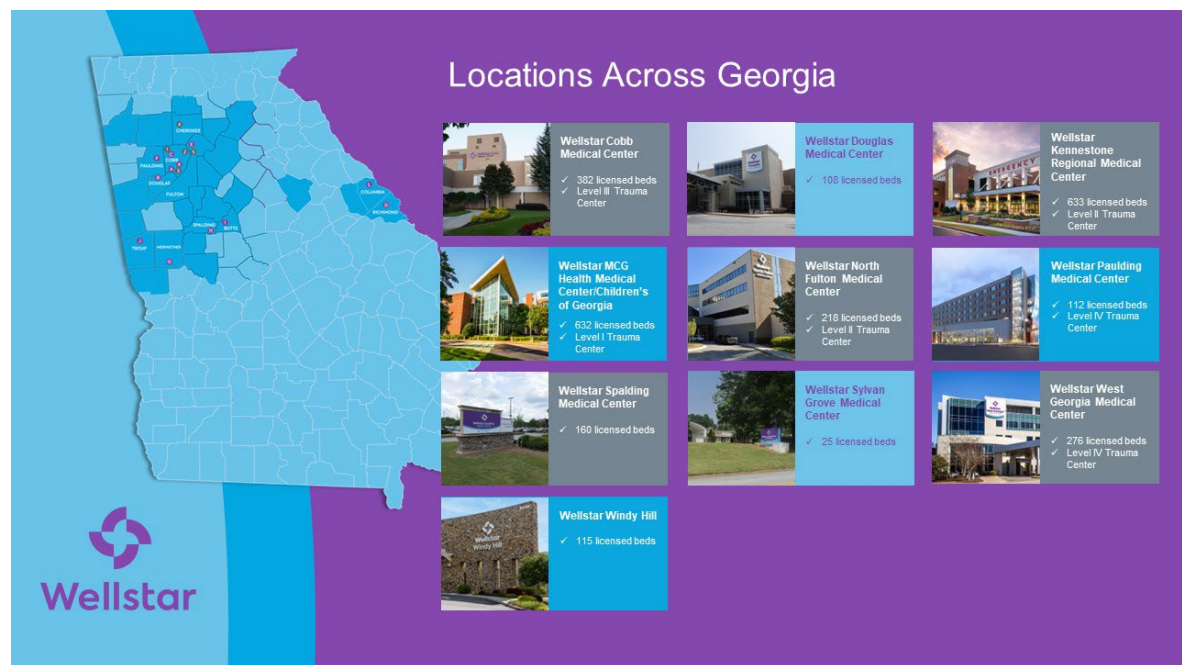 Locations Across Georgia
CHEROKEE
PAULDING
COBB
DOUGLAS
FULTON
SPALDING
BUTTS
TROUP
MERIWETHER
COLUMBIA
RICHMOND
Wellstar Cobb
Medical Center
✓ 382 licensed beds
✓ Level III Trauma
Center
Wellstar Douglas
Medical Center
✓ 108 licensed beds
EMERGENCY
Wellstar
Kennestone
Regional Medical
Center
✓ 633 licensed beds
✓ Level II Trauma
Center
Wellstar MCG
Health Medical
Center/Children's
of Georgia
✓ 632 licensed beds
✓ Level I Trauma
Center
Wellstar North
Fulton Medical
Center
✓ 218 licensed beds
✓ Level II Trauma
Center
Wellstar Paulding
Medical Center
✓ 112 licensed beds
✓ Level IV Trauma
Center
Wellstar Spalding
Medical Center
✓ 160 licensed beds
Wellstar Sylvan
Grove Medical
Center
✓ 25 licensed beds
Wellstar West
Georgia Medical
Center
✓ 276 licensed beds
✓ Level IV Trauma
Center
Wellstar
Windy Hill
Wellstar Windy Hill
✓ 115 licensed beds
Wellstar